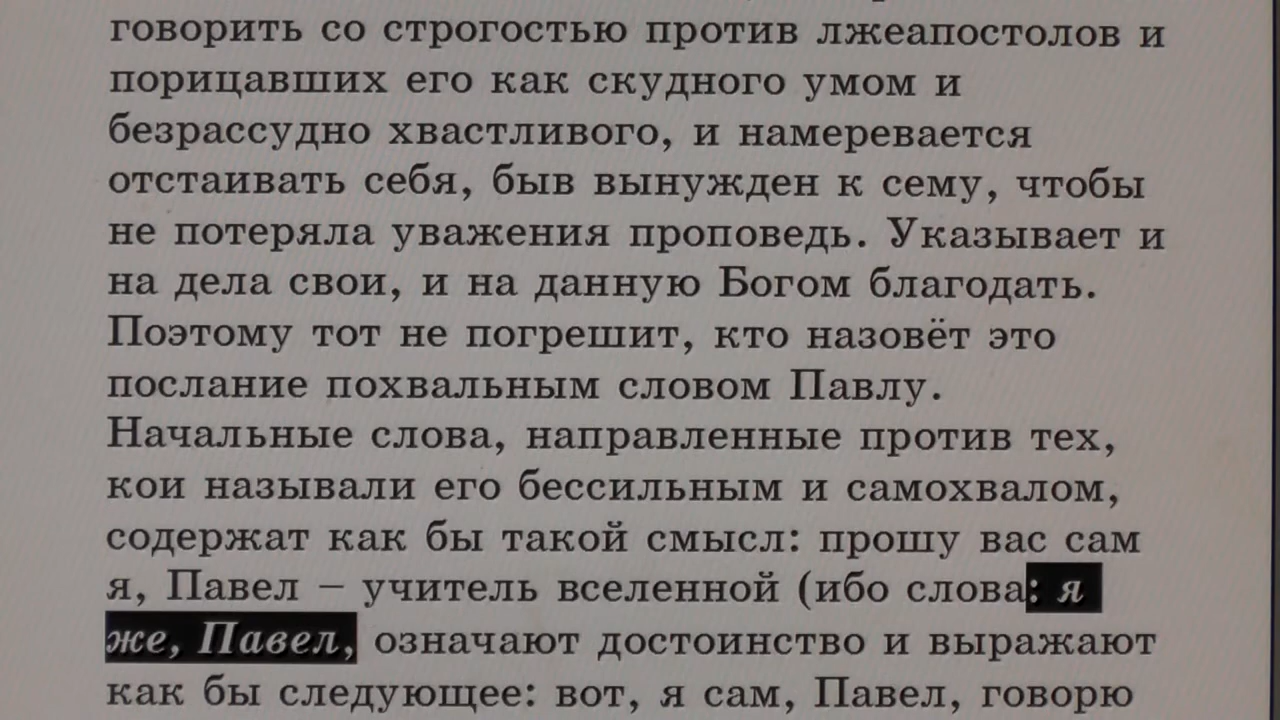 говорить со строгостью против лжеапостолов и
порицавших его как скудного умом и
безрассудно хвастливого, и намеревается
отстаивать себя, быв вынужден к сему, чтобы
не потеряла уважения проповедь. Указывает и
на дела свои, и на данную Богом благодать.
Поэтому тот не погрешит, кто назовёт это
послание похвальным словом Павлу.
Начальные слова, направленные против тех,
кои называли его бессильным и самохвалом,
содержат как бы такой смысл: прошу вас сам
я, Павел – учитель вселенной (ибо слова: я
же, Павел, означают достоинство и выражают
как бы следующее: вот, я сам, Павел, говорю